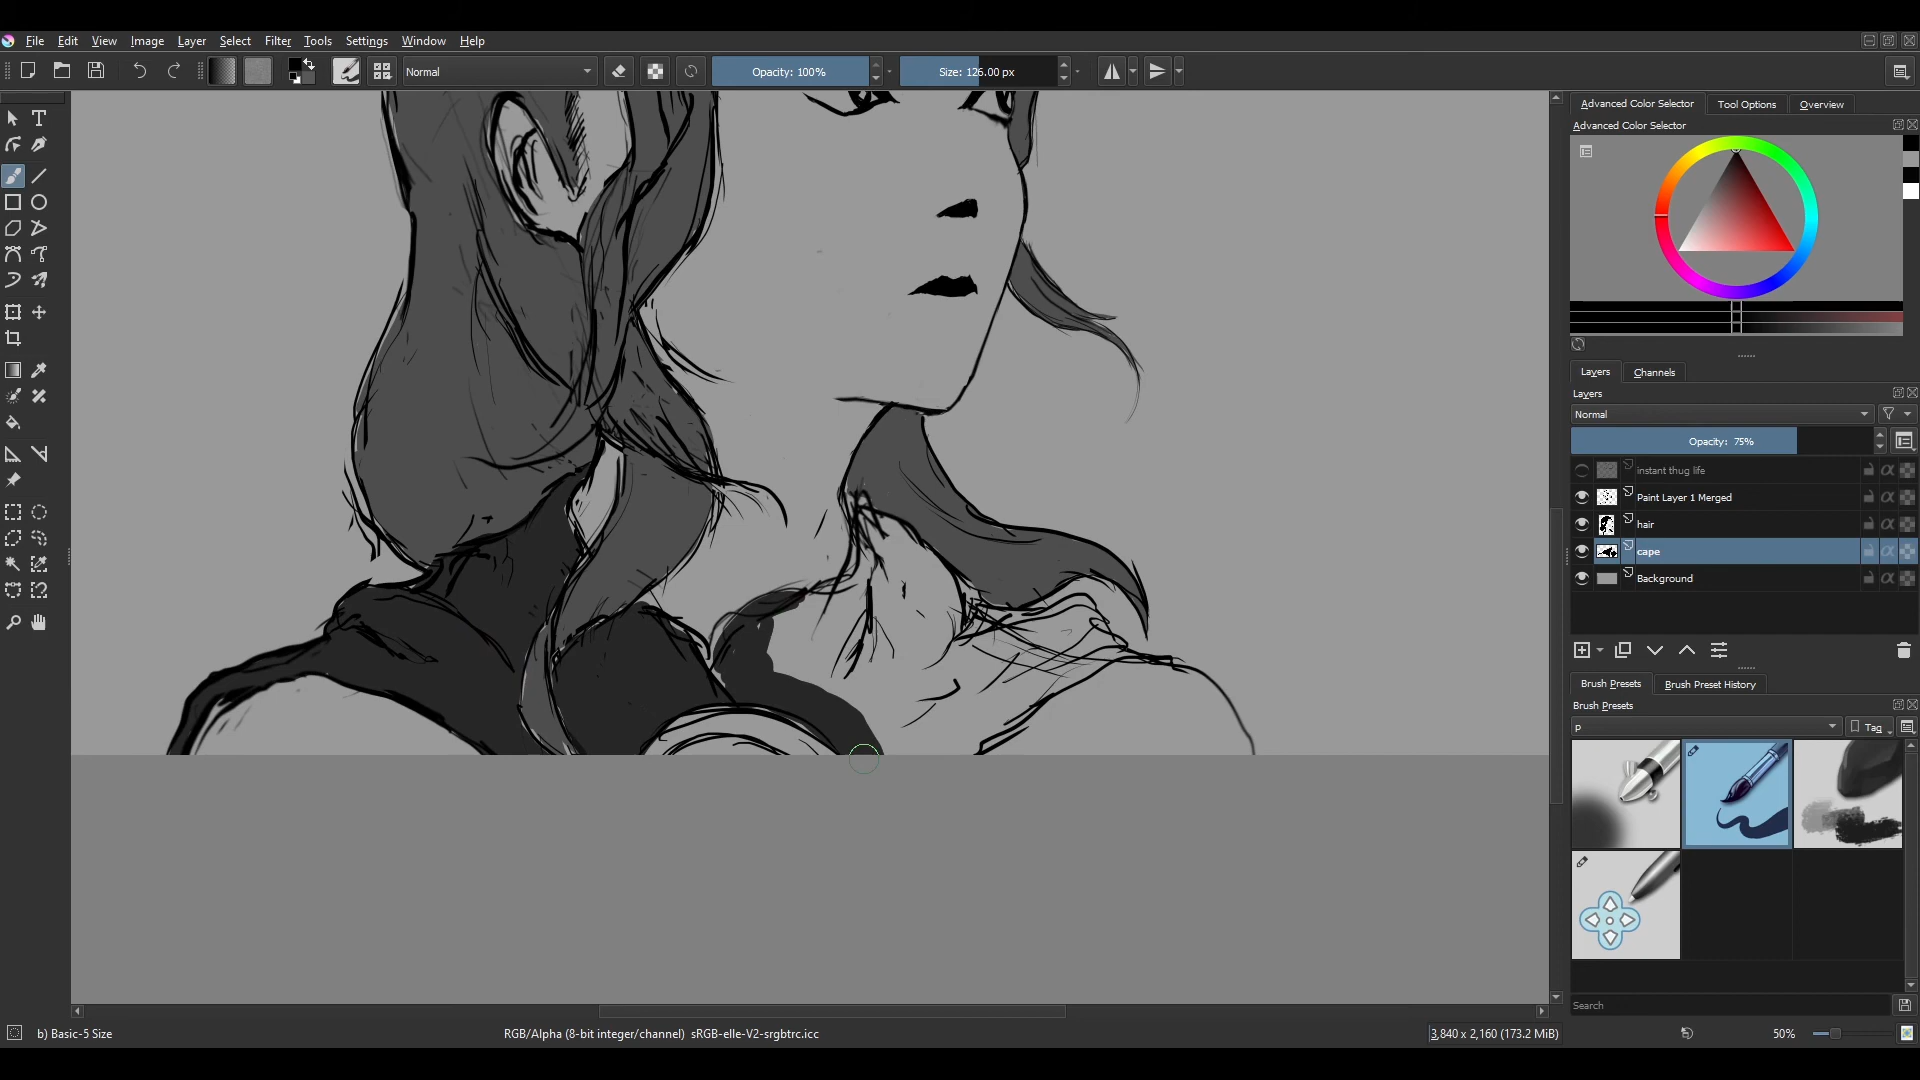 File Edit View Image Layer Select Filter Tools Settings Window Help
Normal
Opacity: 100%
Size: 126.00 px
Advanced Color Selector
Tool Options
Overview
Advanced Color Selector
Layers
Channels
Layers
Normal
Opacity: 75%
instant thug life
Paint Layer 1 Merged
hair
cape
Background
Brush Presets
Brush Preset History
Brush Presets
p
Tag
Search
b) Basic-5 Size
RGB/Alpha (8-bit integer/channel) sRGB-elle-V2-srgbtrc.icc
3,840 x 2,160 (173.2 MiB)
50%